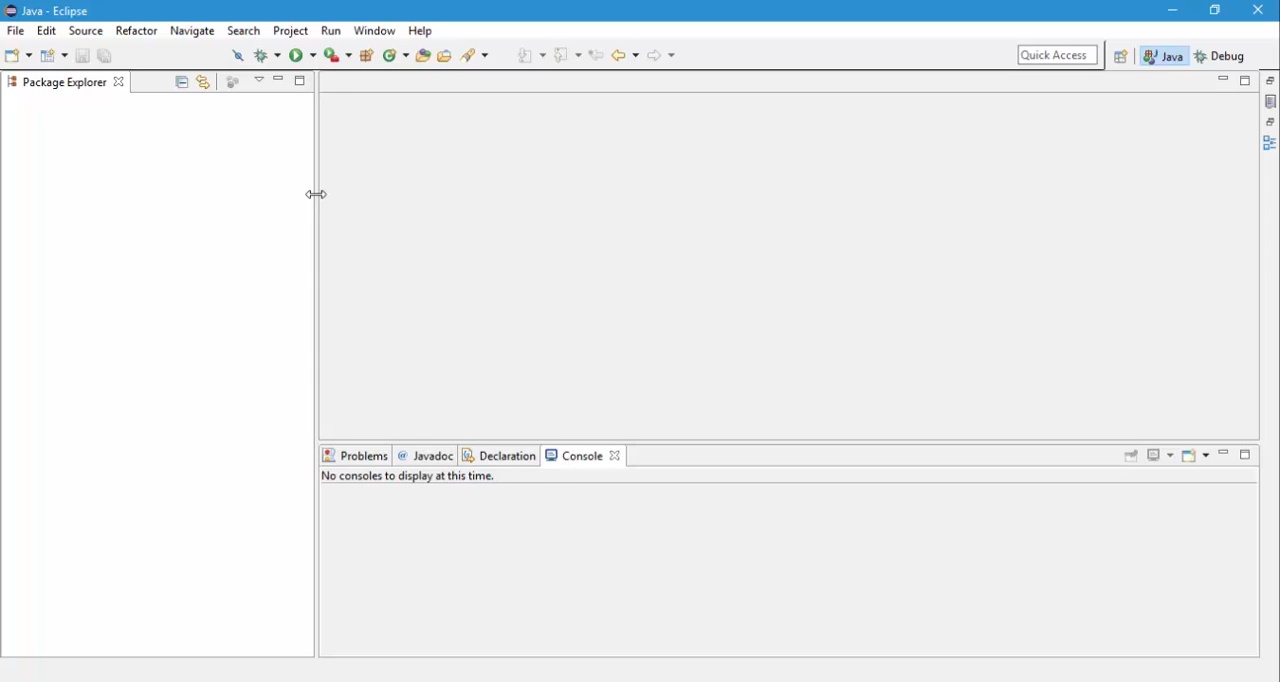 Java - Eclipse
File Edit Source Refactor Navigate Search Project Run Window Help
Quick Access Java Debug
Package Explorer
Problems @ Javadoc Declaration Console
No consoles to display at this time.